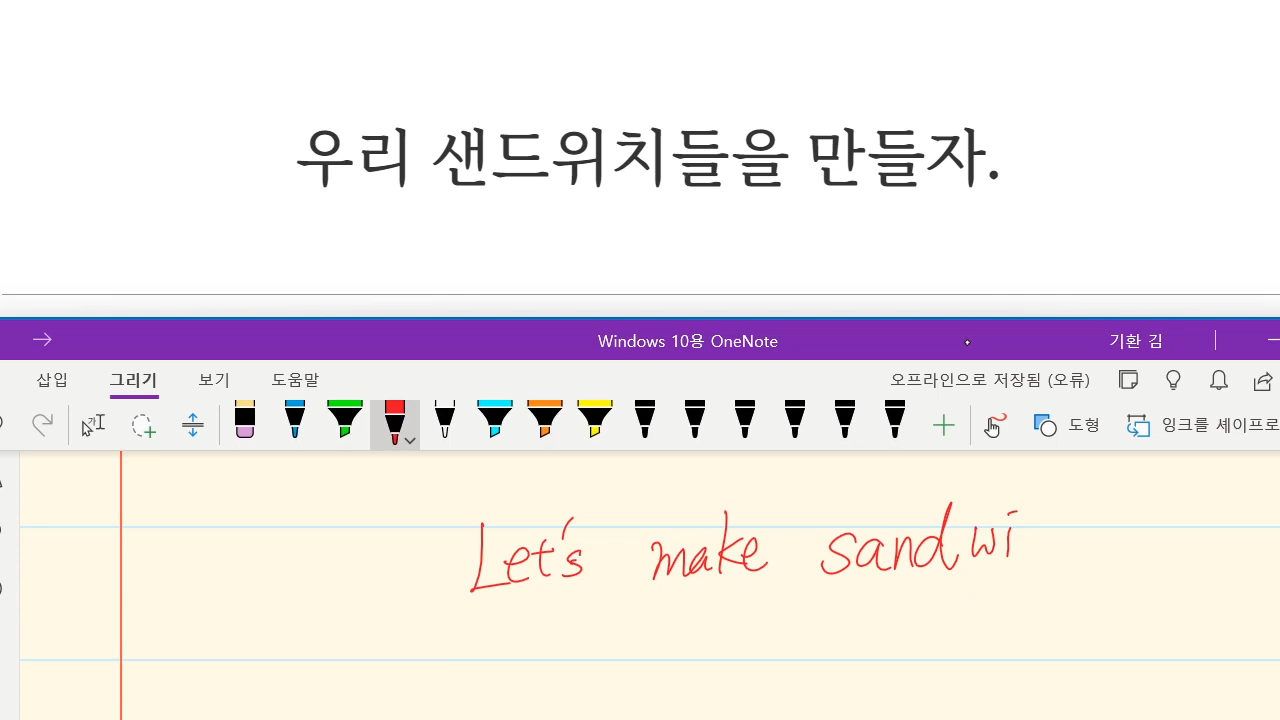 우리 샌드위치들을 만들자.
Windows 10용 OneNote
기환 김
삽입 그리기 보기 도움말 오프라인으로 저장됨 (오류)
도형 잉크를 셰이프로
Let's make sandwi